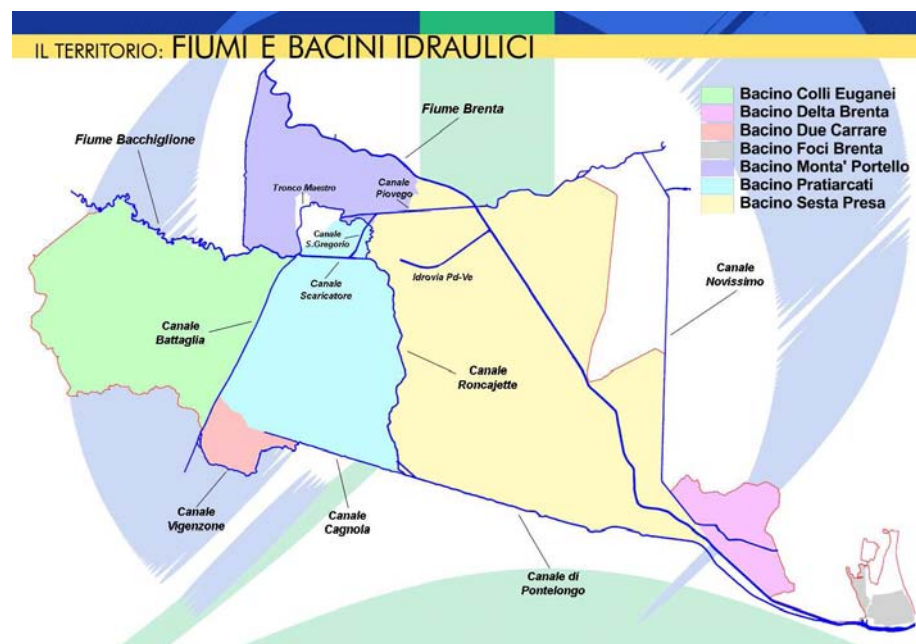 IL TERRITORIO: FIUMI E BACINI IDRAULICI
Bacino Colli Euganei
Bacino Delta Brenta
Bacino Due Carrare
Bacino Foci Brenta
Bacino Monta' Portello
Bacino Pratiarcati
Bacino Sesta Presa
Fiume Brenta
Fiume Bacchiglione
Tronco Maestro
Canale
Piovego
Canale
S.Gregorio
Canale
Scaricatore
Idrovia Pd-Ve
Canale
Novissimo
Canale
Battaglia
Canale
Roncajette
Canale
Vigenzone
Canale
Cagnola
Canale di
Pontelongo